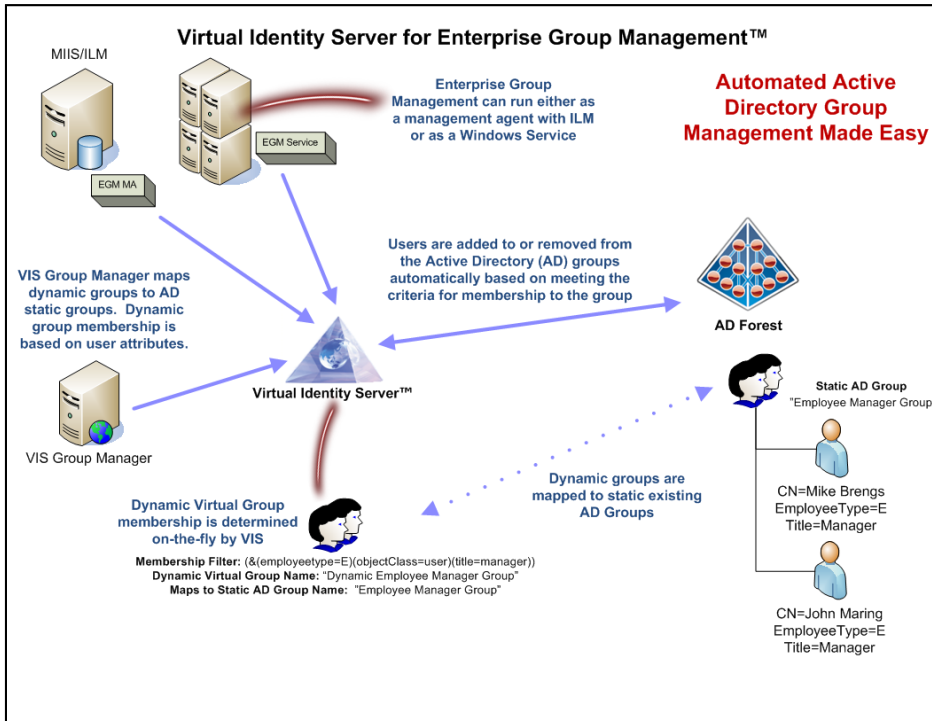 Virtual Identity Server for Enterprise Group Management™
MIIS/ILM
Enterprise Group
Management can run either as
a management agent with ILM
or as a Windows Service
Automated Active
Directory Group
Management Made Easy
EGM Service
EGM MA
Users are added to or removed from
the Active Directory (AD) groups
automatically based on meeting the
criteria for membership to the group
VIS Group Manager maps
dynamic groups to AD
static groups.  Dynamic
group membership is
based on user attributes.
AD Forest
Virtual Identity Server™
VIS Group Manager
Static AD Group
"Employee Manager Group"
CN=Mike Brengs
EmployeeType=E
Title=Manager
Dynamic groups are
mapped to static existing
AD Groups
Dynamic Virtual Group
membership is determined
on-the-fly by VIS
Membership Filter: (&(employeetype=E)(objectClass=user)(title=manager))
Dynamic Virtual Group Name: "Dynamic Employee Manager Group"
Maps to Static AD Group Name: "Employee Manager Group"
CN=John Maring
EmployeeType=E
Title=Manager